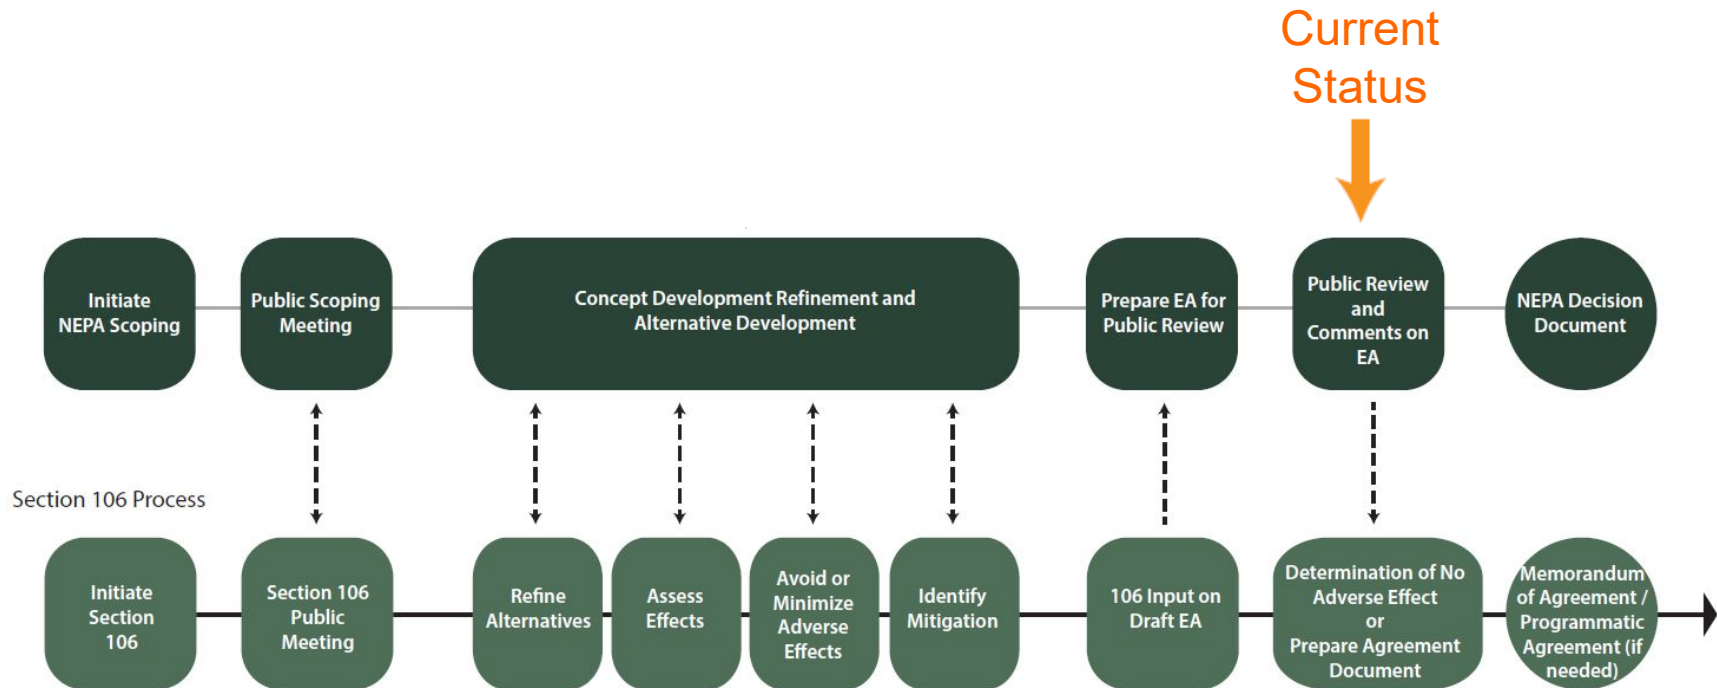 Current
Status
Initiate
NEPA Scoping
Public Scoping
Meeting
Concept Development Refinement and
Alternative Development
Prepare EA for
Public Review
Public Review
and
Comments on
EA
NEPA Decision
Document
Section 106 Process
Initiate
Section
106
Section 106
Public
Meeting
Refine
Alternatives
Assess
Effects
Avoid or
Minimize
Adverse
Effects
Identify
Mitigation
106 Input on
Draft EA
Determination of No
Adverse Effect
or
Prepare Agreement
Document
Memorandum
of Agreement /
Programmatic
Agreement (if
needed)